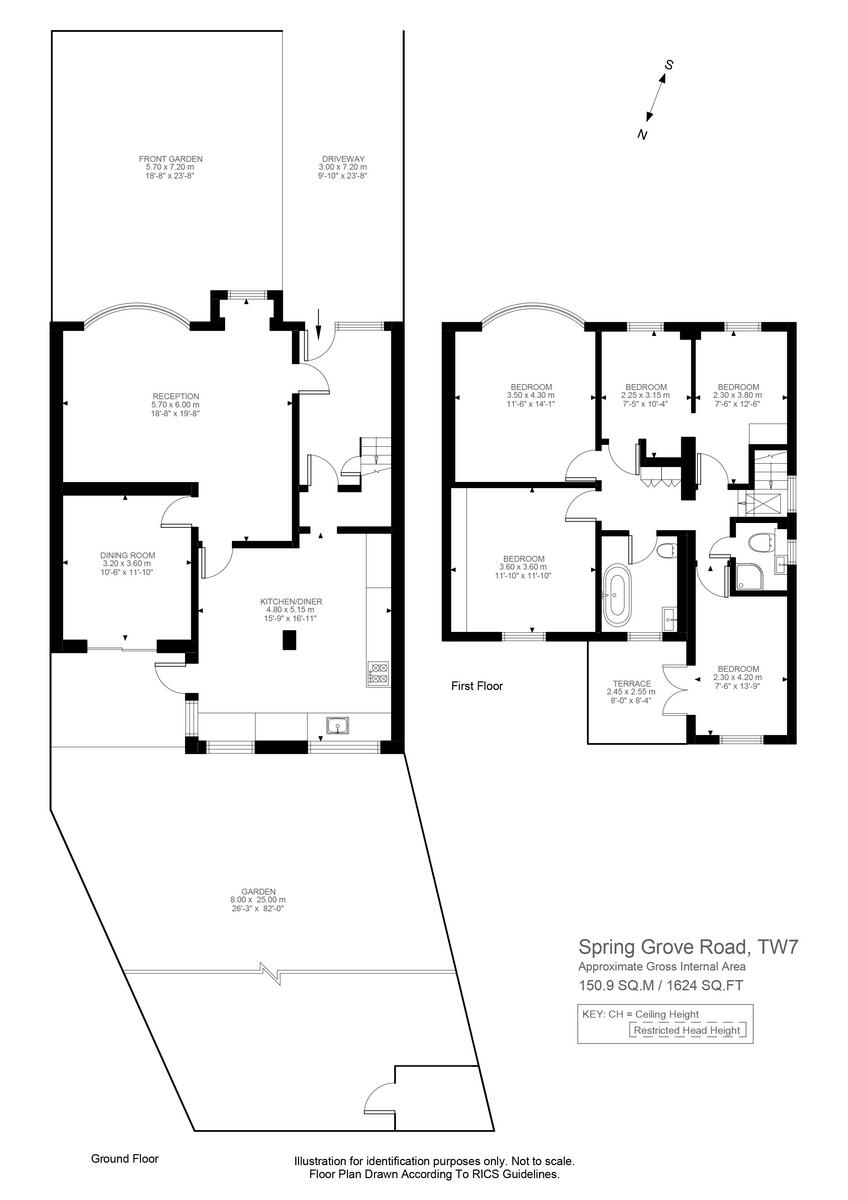 S
N
FRONT GARDEN
5.70 x 7.20 m
18'-8" x 23'-8"
DRIVEWAY
3.00 x 7.20 m
9'-10" x 23'-8"
RECEPTION
5.70 x 6.00 m
18'-8" x 19'-8"
BEDROOM
3.50 x 4.30 m
11'-6" x 14'-1"
BEDROOM
2.25 x 3.15 m
7'-5" x 10'-4"
BEDROOM
2.30 x 3.80 m
7'-6" x 12'-6"
DINING ROOM
3.20 x 3.60 m
10'-6" x 11'-10"
KITCHEN/DINER
4.80 x 5.15 m
15'-9" x 16'-11"
BEDROOM
3.60 x 3.60 m
11'-10" x 11'-10"
First Floor
TERRACE
2.45 x 2.55 m
8'-0" x 8'-4"
BEDROOM
2.30 x 4.20 m
7'-6" x 13'-9"
GARDEN
8.00 x 25.00 m
26'-3" x 82'-0"
Spring Grove Road, TW7
Approximate Gross Internal Area
150.9 SQ.M / 1624 SQ.FT
KEY: CH = Ceiling Height
Restricted Head Height
Ground Floor
Illustration for identification purposes only. Not to scale.
Floor Plan Drawn According To RICS Guidelines.